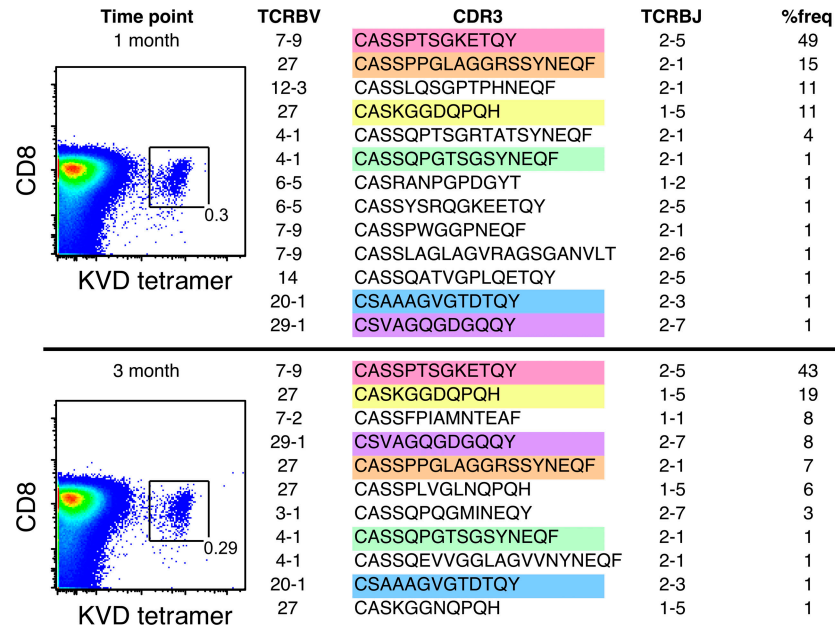 Time point TCRBV CDR3 TCRBJ %freq
1 month 7-9 CASSPTSGKETQY 2-5 49
27 CASSPPGLAGGRSSYNEQF 2-1 15
12-3 CASSLQSGPTPHNEQF 2-1 11
27 CASKGGDQPQH 1-5 11
4-1 CASSQPTSGRTATSYNEQF 2-1 4
4-1 CASSQPGTSGSYNEQF 2-1 1
6-5 CASRANPGPDGYT 1-2 1
6-5 CASSYSRQGKEETQY 2-5 1
7-9 CASSPWGGPNEQF 2-1 1
7-9 CASSLAGLAGVRAGSGANVLT 2-6 1
14 CASSQATVGPLQETQY 2-5 1
20-1 CSAAAGVGTDTQY 2-3 1
29-1 CSVAGQGDGQQY 2-7 1
CD8
0.3
KVD tetramer
3 month 7-9 CASSPTSGKETQY 2-5 43
27 CASKGGDQPQH 1-5 19
7-2 CASSFPIAMNTEAF 1-1 8
29-1 CSVAGQGDGQQY 2-7 8
27 CASSPPGLAGGRSSYNEQF 2-1 7
27 CASSPLVGLNQPQH 1-5 6
3-1 CASSQPQGMINEQY 2-7 3
4-1 CASSQPGTSGSYNEQF 2-1 1
4-1 CASSQEVVGGLAGVVNYNEQF 2-1 1
20-1 CSAAAGVGTDTQY 2-3 1
27 CASKGGNQPQH 1-5 1
CD8
0.29
KVD tetramer